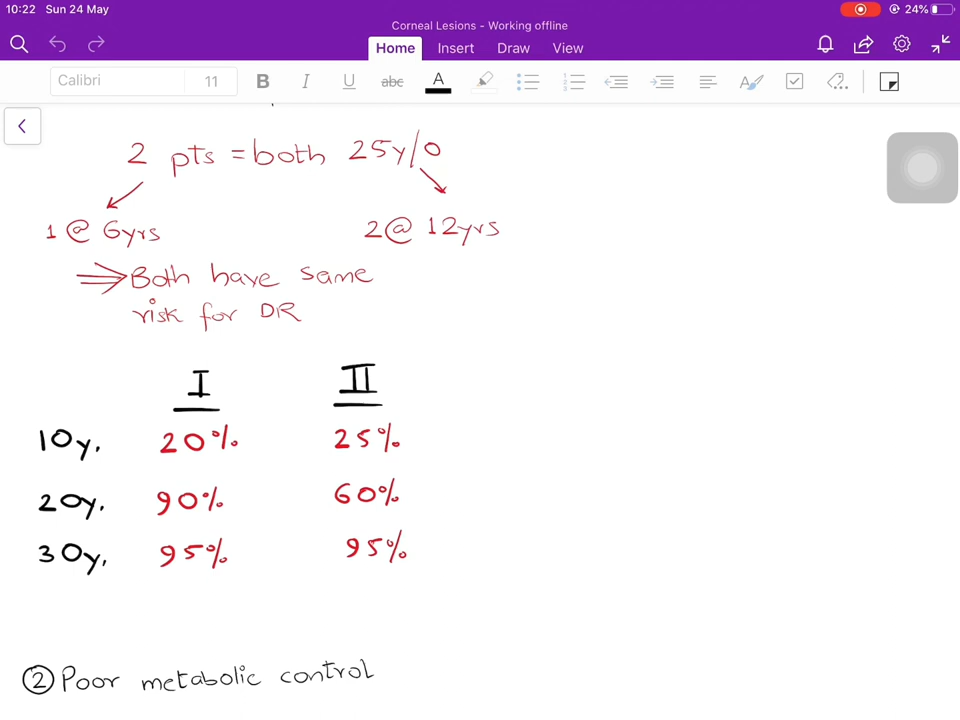 10:22 Sun 24 May 24%
Corneal Lesions - Working offline
Home Insert Draw View
Calibri 11 B I U abc A
2 pts = both 25y/o
1 @ 6yrs 2 @ 12yrs
⇒ Both have same
risk for DR
I II
10y. 20% 25%
20y. 90% 60%
30y. 95% 95%
② Poor metabolic control